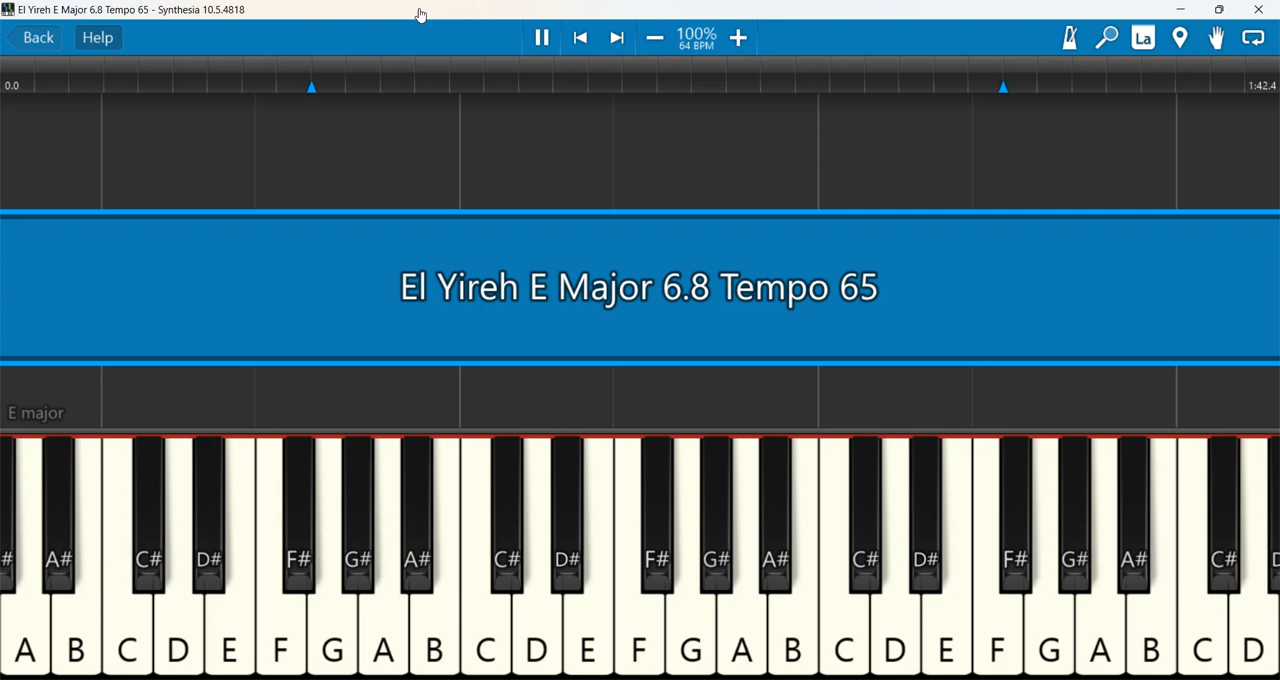 El Yireh E Major 6.8 Tempo 65 - Synthesia 10.5.4818
Back Help 100% La
64 BPM
0.0 1:42.4
El Yireh E Major 6.8 Tempo 65
E major
# A# C# D# F# G# A# C# D# F# G# A# C# D# F# G# A# C#
A B C D E F G A B C D E F G A B C D E F G A B C D